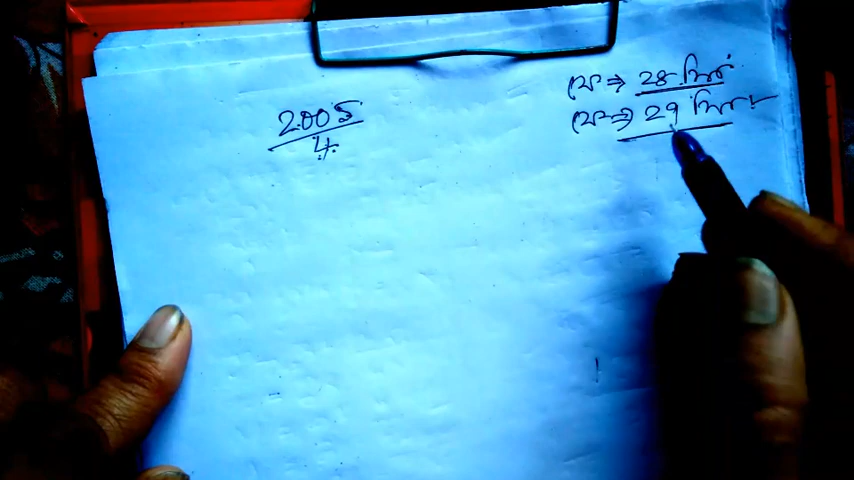 2005
4
ফে ⇒ 28 দিন
ফে ⇒ 29 দিন